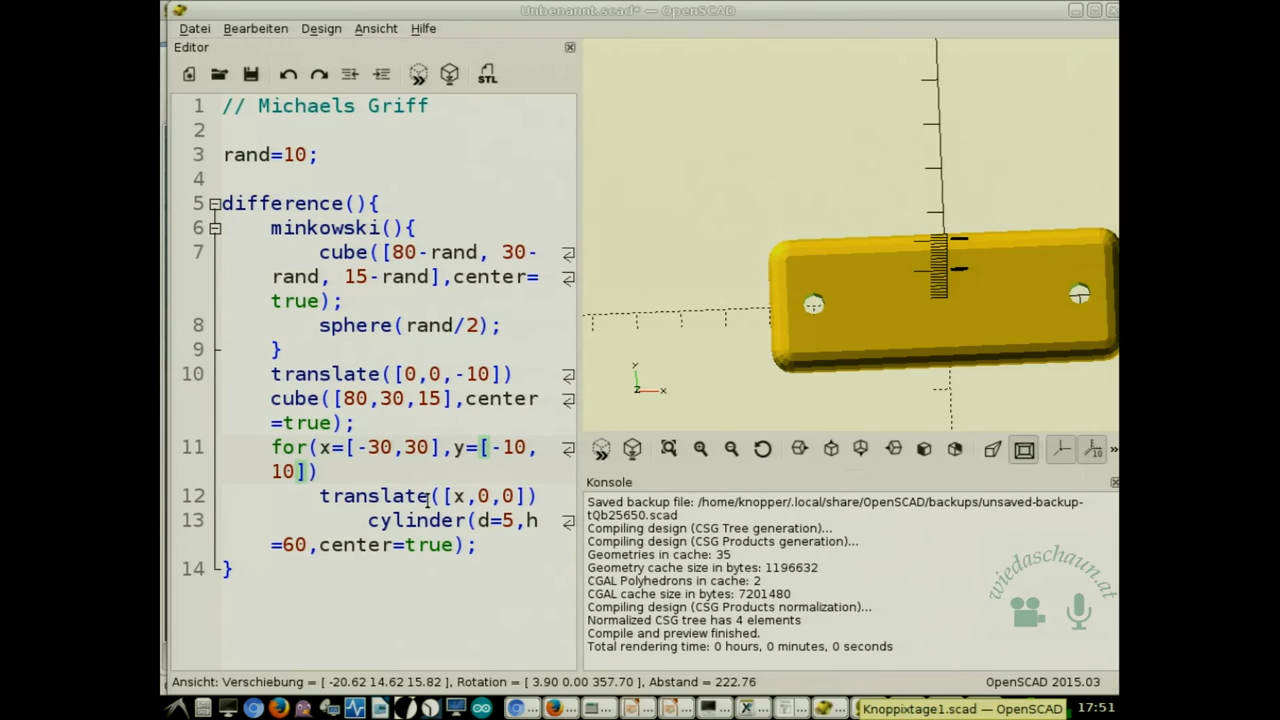 Unbenannt.scad* — OpenSCAD
Datei Bearbeiten Design Ansicht Hilfe
Editor
STL
1 // Michaels Griff
2
3 rand=10;
4
5 difference(){
6 minkowski(){
7 cube([80-rand, 30-
rand, 15-rand],center=
true);
8 sphere(rand/2);
9 }
10 translate([0,0,-10])
cube([80,30,15],center
=true);
11 for(x=[-30,30],y=[-10,
10])
12 translate([x,0,0])
13 cylinder(d=5,h
=60,center=true);
14 }
Y
Z X
10 »
Konsole
Saved backup file: /home/knopper/.local/share/OpenSCAD/backups/unsaved-backup-
tQb25650.scad
Compiling design (CSG Tree generation)...
Compiling design (CSG Products generation)...
Geometries in cache: 35
Geometry cache size in bytes: 1196632
CGAL Polyhedrons in cache: 2
CGAL cache size in bytes: 7201480
Compiling design (CSG Products normalization)...
Normalized CSG tree has 4 elements
Compile and preview finished.
Total rendering time: 0 hours, 0 minutes, 0 seconds
wiedaschaun.at
Ansicht: Verschiebung = [ -20.62 14.62 15.82 ], Rotation = [ 3.90 0.00 357.70 ], Abstand = 222.76
OpenSCAD 2015.03
Knoppixtage1.scad — OpenSCAD
17:51